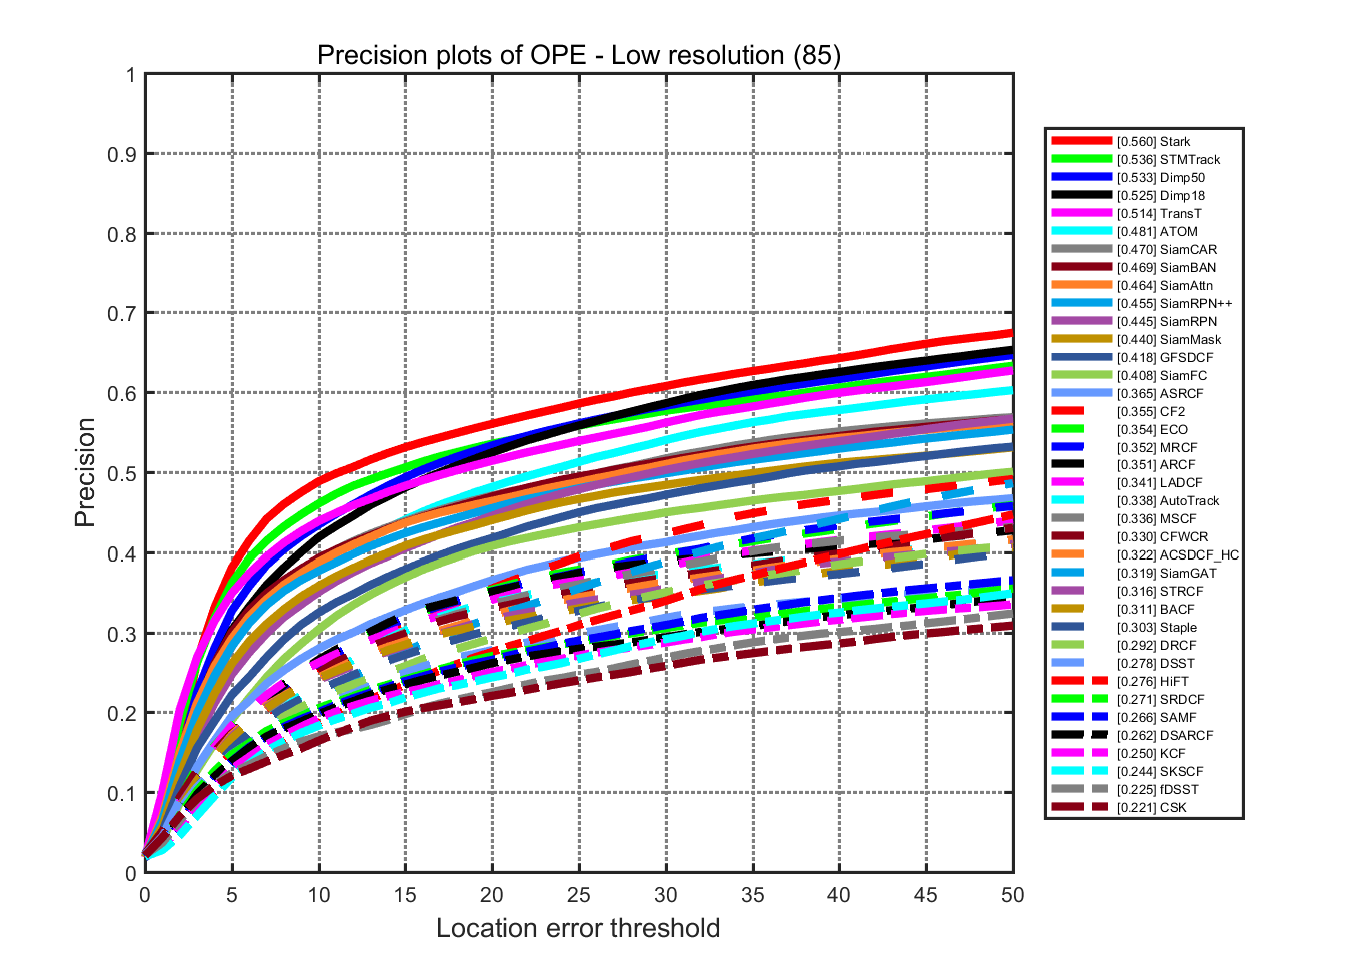 Precision plots of OPE - Low resolution (85)
1
0.9
0.8
0.7
0.6
0.5
0.4
0.3
0.2
0.1
0
Precision
0 5 10 15 20 25 30 35 40 45 50
Location error threshold
[0.560] Stark
[0.536] STMTrack
[0.533] Dimp50
[0.525] Dimp18
[0.514] TransT
[0.481] ATOM
[0.470] SiamCAR
[0.469] SiamBAN
[0.464] SiamAttn
[0.455] SiamRPN++
[0.445] SiamRPN
[0.440] SiamMask
[0.418] GFSDCF
[0.408] SiamFC
[0.365] ASRCF
[0.355] CF2
[0.354] ECO
[0.352] MRCF
[0.351] ARCF
[0.341] LADCF
[0.338] AutoTrack
[0.336] MSCF
[0.330] CFWCR
[0.322] ACSDCF_HC
[0.319] SiamGAT
[0.316] STRCF
[0.311] BACF
[0.303] Staple
[0.292] DRCF
[0.278] DSST
[0.276] HiFT
[0.271] SRDCF
[0.266] SAMF
[0.262] DSARCF
[0.250] KCF
[0.244] SKSCF
[0.225] fDSST
[0.221] CSK